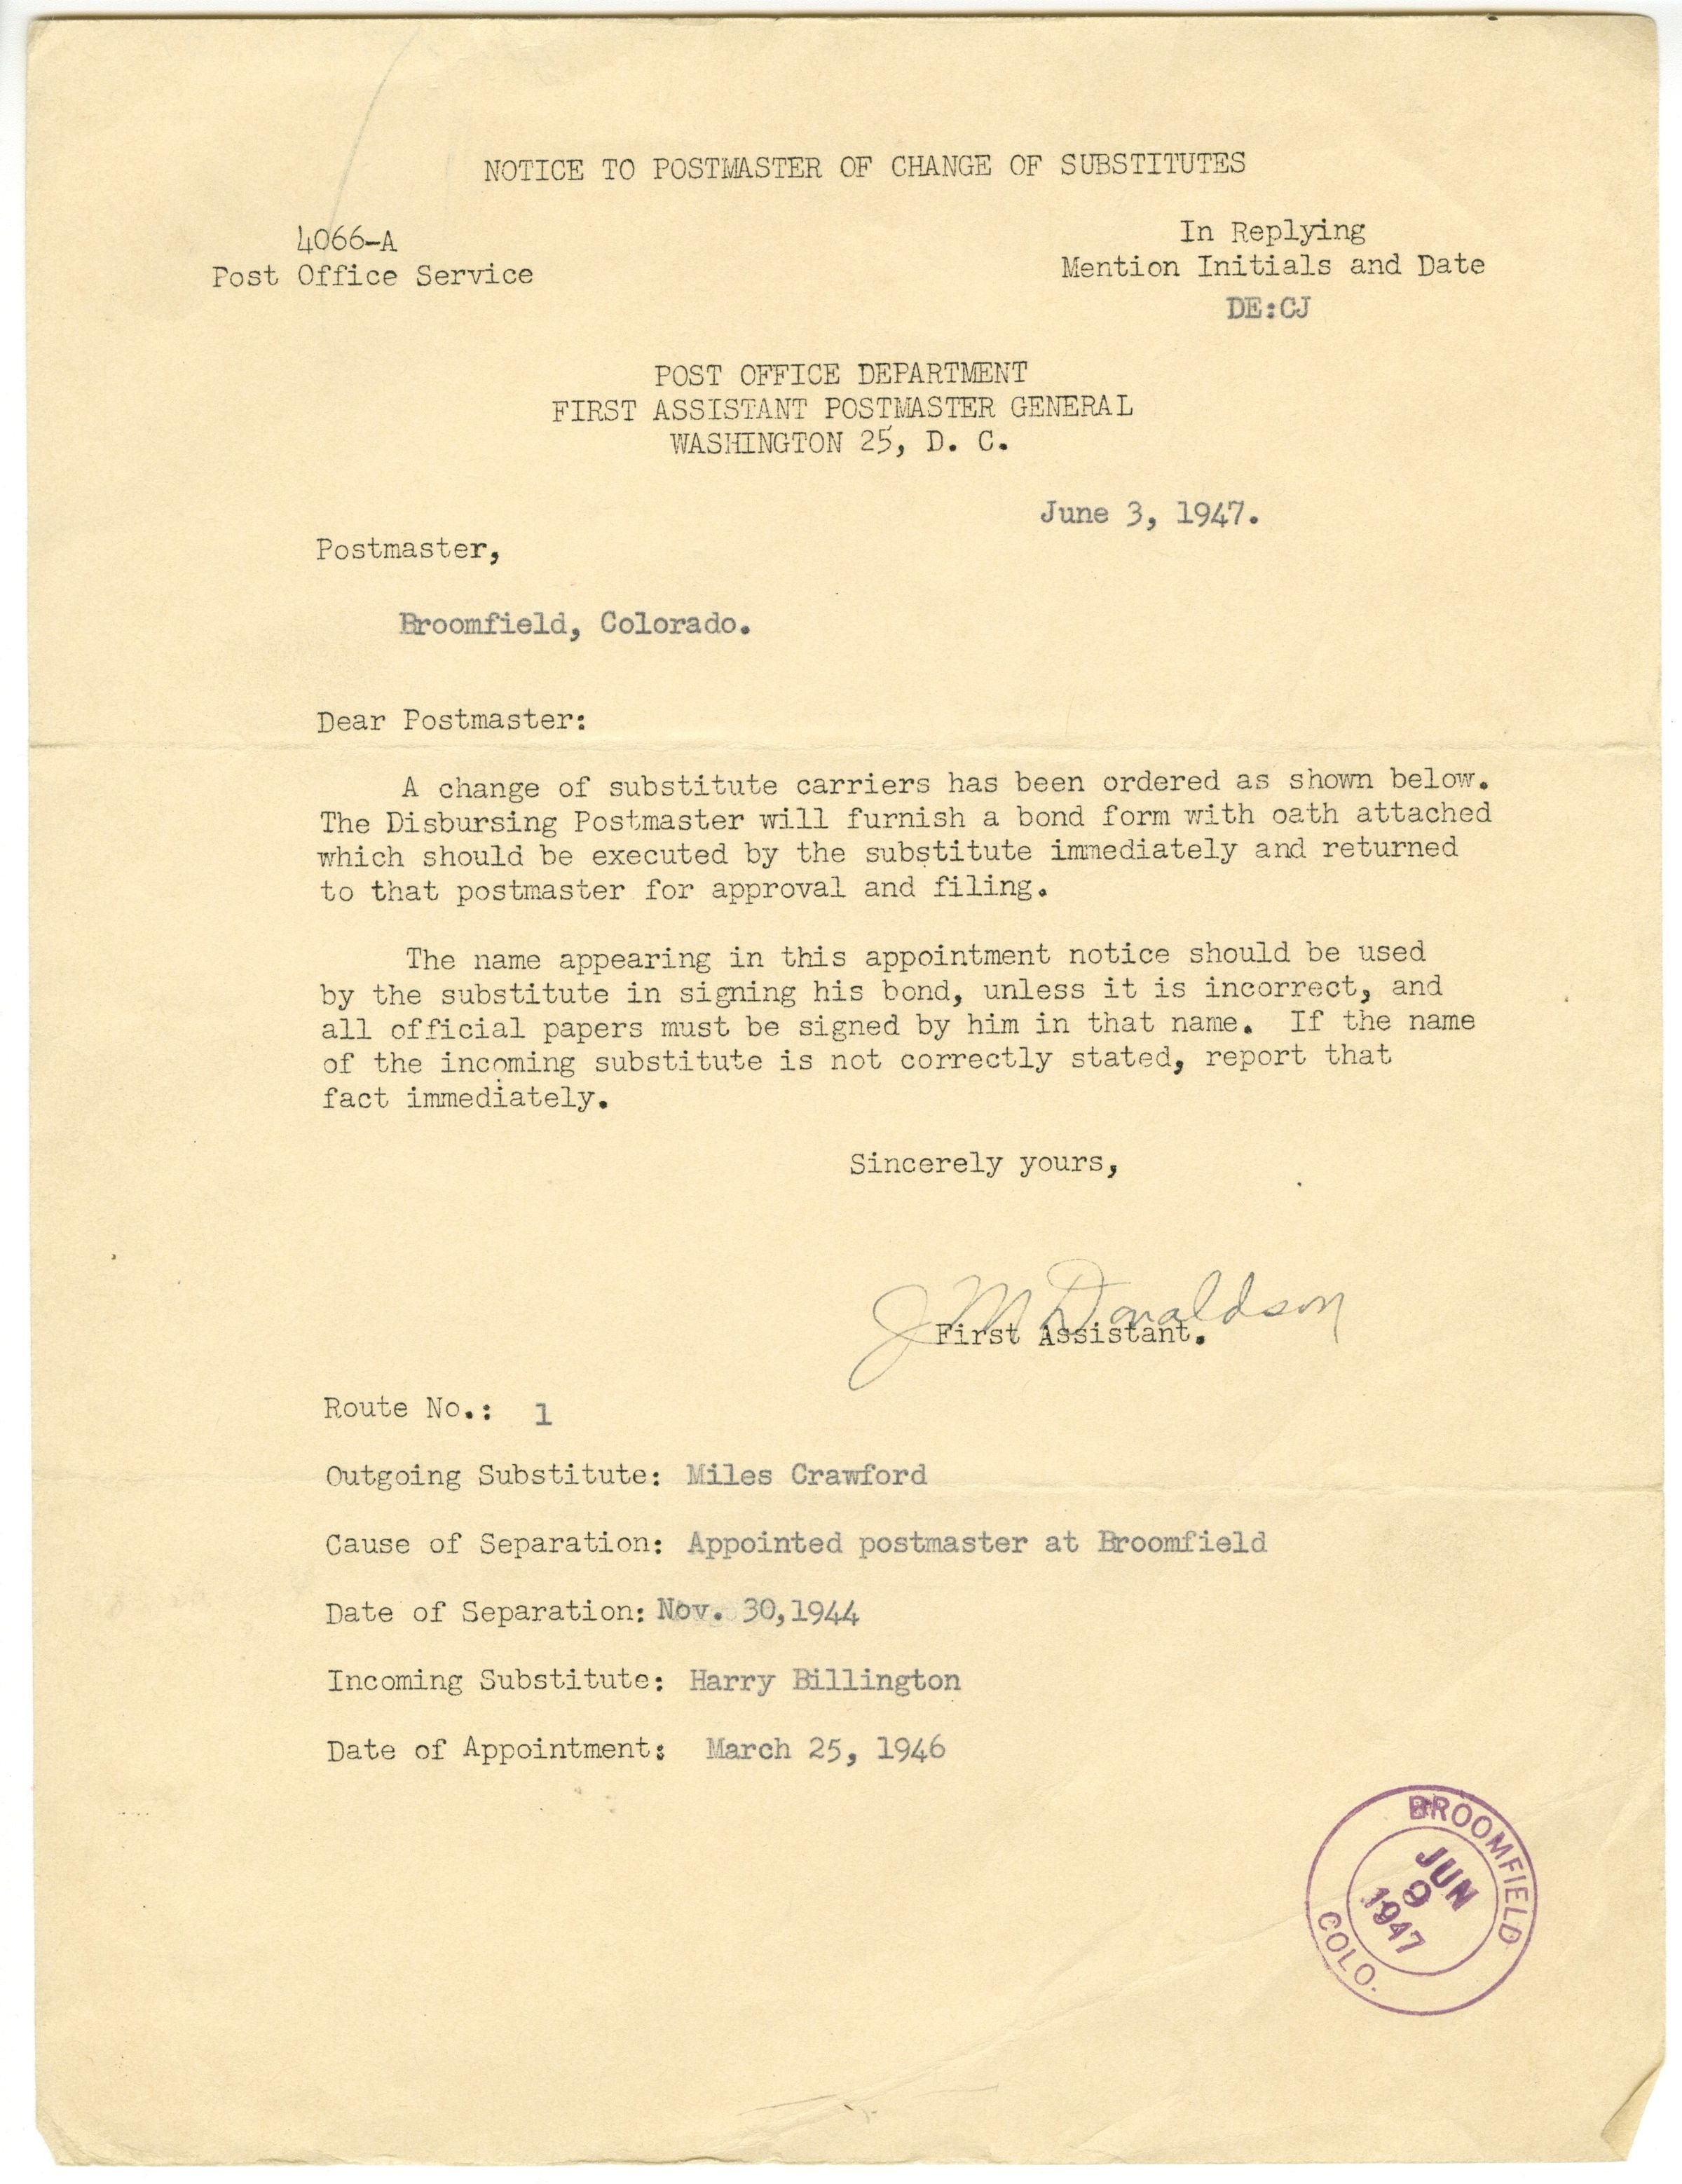 NOTICE TO POSTMASTER OF CHANGE OF SUBSTITUTES
4066-A
Post Office Service
In Replying
Mention Initials and Date
DE:CJ
POST OFFICE DEPARTMENT
FIRST ASSISTANT POSTMASTER GENERAL
WASHINGTON 25, D. C.
June 3, 1947.
Postmaster,
Broomfield, Colorado.
Dear Postmaster:
A change of substitute carriers has been ordered as shown below.
The Disbursing Postmaster will furnish a bond form with oath attached
which should be executed by the substitute immediately and returned
to that postmaster for approval and filing.
The name appearing in this appointment notice should be used
by the substitute in signing his bond, unless it is incorrect, and
all official papers must be signed by him in that name. If the name
of the incoming substitute is not correctly stated, report that
fact immediately.
Sincerely yours,
J M Donaldson
First Assistant.
Route No.: 1
Outgoing Substitute: Miles Crawford
Cause of Separation: Appointed postmaster at Broomfield
Date of Separation: Nov. 30,1944
Incoming Substitute: Harry Billington
Date of Appointment: March 25, 1946
BROOMFIELD
JUN
9
1947
COLO.